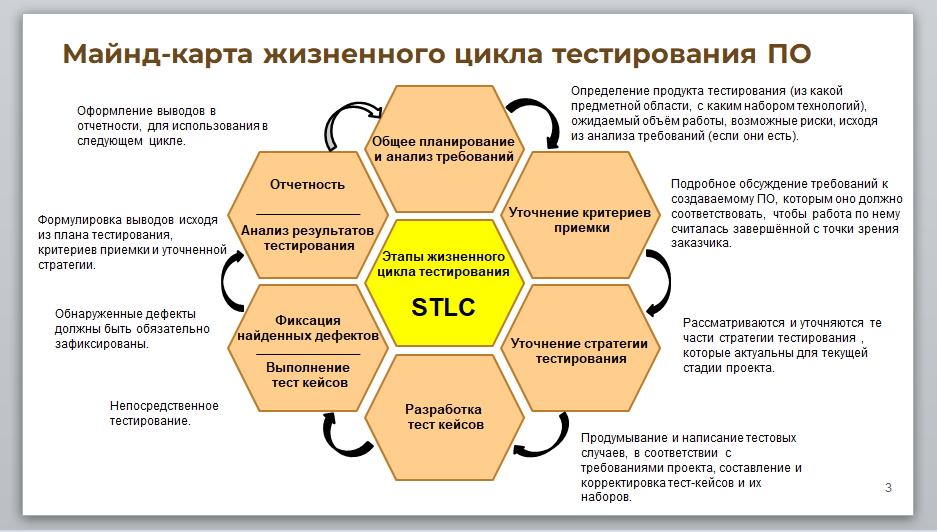 Майнд-карта жизненного цикла тестирования ПО
Оформление выводов в
отчетности, для использования в
следующем цикле.
Общее планирование
и анализ требований
Определение продукта тестирования (из какой
предметной области, с каким набором технологий),
ожидаемый объём работы, возможные риски, исходя
из анализа требований (если они есть).
Отчетность
Анализ результатов
тестирования
Уточнение критериев
приемки
Подробное обсуждение требований к
создаваемому ПО, которым оно должно
соответствовать, чтобы работа по нему
считалась завершённой с точки зрения
заказчика.
Формулировка выводов исходя
из плана тестирования,
критериев приемки и уточненной
стратегии.
Этапы жизненного
цикла тестирования
STLC
Обнаруженные дефекты
должны быть обязательно
зафиксированы.
Фиксация
найденных дефектов
Выполнение
тест кейсов
Уточнение стратегии
тестирования
Рассматриваются и уточняются те
части стратегии тестирования ,
которые актуальны для текущей
стадии проекта.
Непосредственное
тестирование.
Разработка
тест кейсов
Продумывание и написание тестовых
случаев, в соответствии с
требованиями проекта, составление и
корректировка тест-кейсов и их
наборов.
3